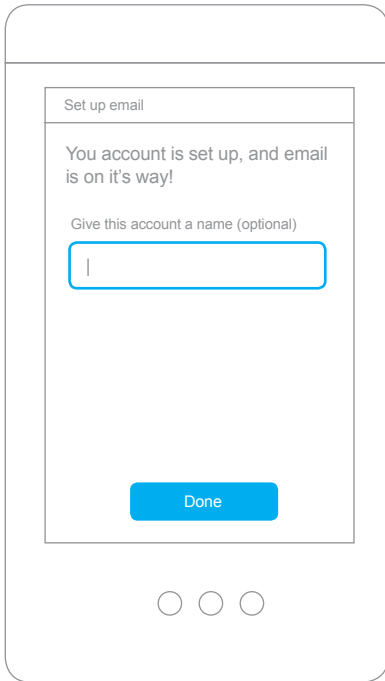 Set up email
You account is set up, and email
is on it's way!
Give this account a name (optional)
Done